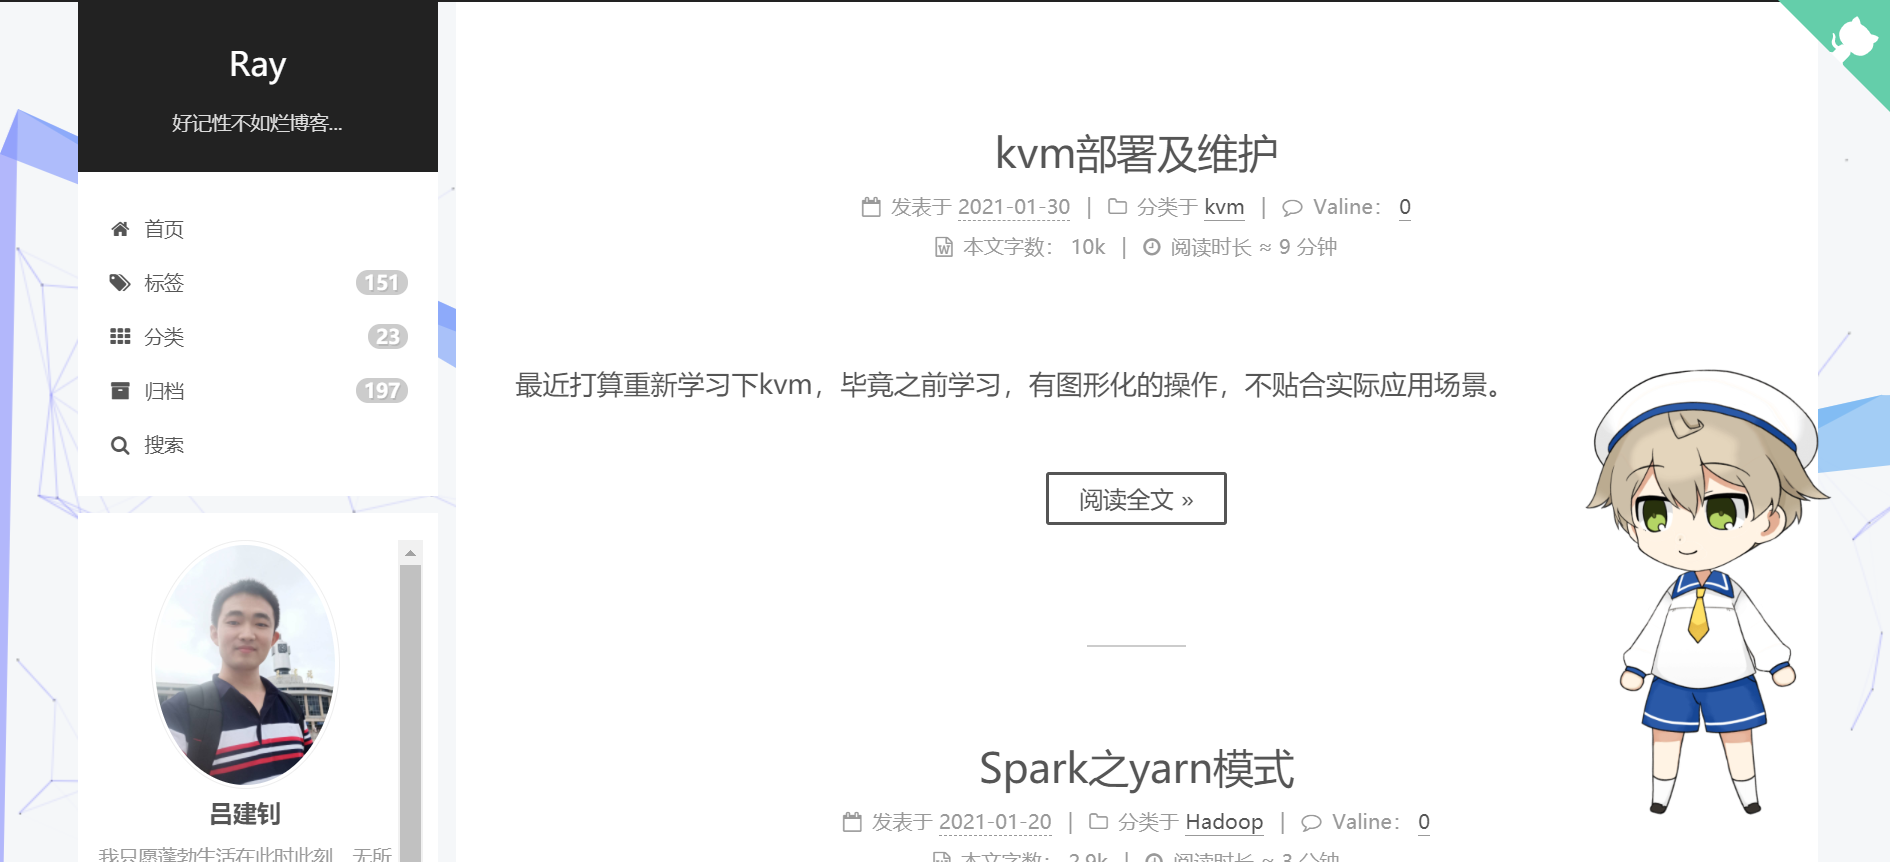 Ray
好记性不如烂博客...
首页
标签 151
分类 23
归档 197
搜索
吕建钊
我只愿蓬勃生活在此时此刻，无所
kvm部署及维护
发表于 2021-01-30 | 分类于 kvm | Valine： 0
本文字数： 10k | 阅读时长 ≈ 9 分钟
最近打算重新学习下kvm，毕竟之前学习，有图形化的操作，不贴合实际应用场景。
阅读全文 »
Spark之yarn模式
发表于 2021-01-20 | 分类于 Hadoop | Valine： 0
本文字数： 2.9k | 阅读时长 ≈ 3 分钟